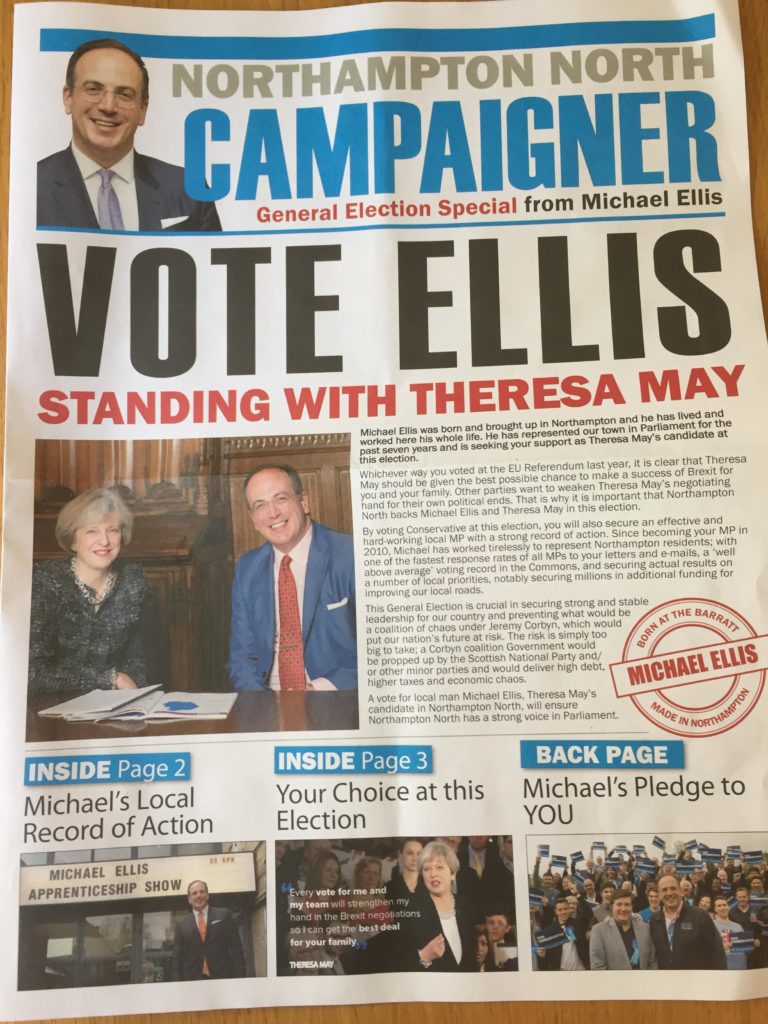 NORTHAMPTON NORTH
CAMPAIGNER
General Election Special from Michael Ellis
VOTE ELLIS
STANDING WITH THERESA MAY
Michael Ellis was born and brought up in Northampton and he has lived and
worked here his whole life. He has represented our town in Parliament for the
past seven years and is seeking your support as Theresa May's candidate at
this election.
Whichever way you voted at the EU Referendum last year, it is clear that Theresa
May should be given the best possible chance to make a success of Brexit for
you and your family. Other parties want to weaken Theresa May's negotiating
hand for their own political ends. That is why it is important that Northampton
North backs Michael Ellis and Theresa May in this election.
By voting Conservative at this election, you will also secure an effective and
hard-working local MP with a strong record of action. Since becoming your MP in
2010, Michael has worked tirelessly to represent Northampton residents; with
one of the fastest response rates of all MPs to your letters and e-mails, a 'well
above average' voting record in the Commons, and securing actual results on
a number of local priorities, notably securing millions in additional funding for
improving our local roads.
This General Election is crucial in securing strong and stable
leadership for our country and preventing what would be
a coalition of chaos under Jeremy Corbyn, which would
put our nation's future at risk. The risk is simply too
big to take; a Corbyn coalition Government would
be propped up by the Scottish National Party and/
or other minor parties and would deliver high debt,
higher taxes and economic chaos.
A vote for local man Michael Ellis, Theresa May's
candidate in Northampton North, will ensure
Northampton North has a strong voice in Parliament.
BORN AT THE BARRATT
MICHAEL ELLIS
MADE IN NORTHAMPTON
INSIDE Page 2
Michael's Local
Record of Action
MICHAEL ELLIS 22 APR
APPRENTICESHIP SHOW
INSIDE Page 3
Your Choice at this
Election
"Every vote for me and
my team will strengthen my
hand in the Brexit negotiations
so I can get the best deal
for your family"
THERESA MAY
BACK PAGE
Michael's Pledge to
YOU